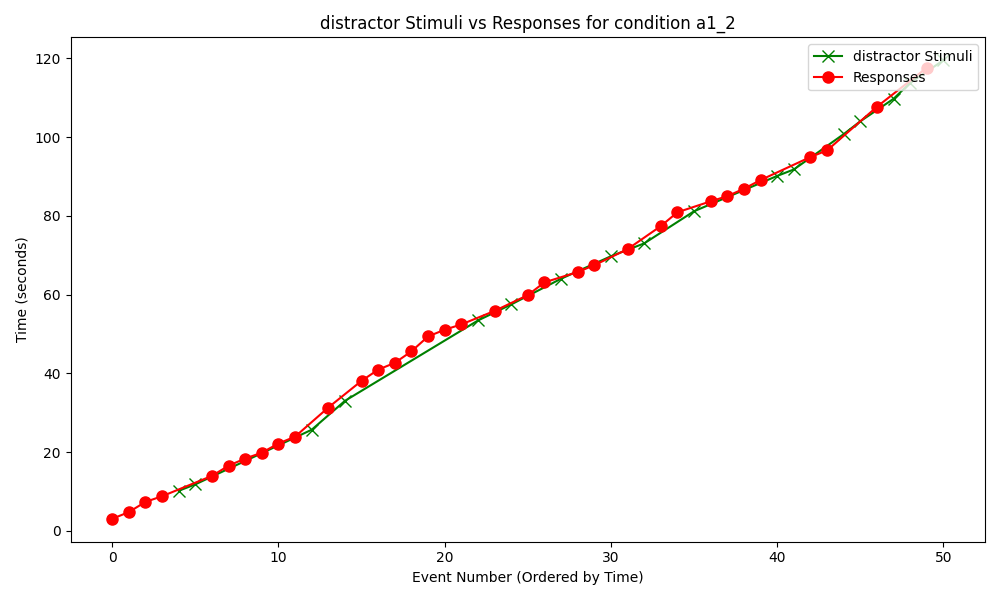 distractor Stimuli vs Responses for condition a1_2
distractor Stimuli
Responses
Time (seconds)
120
100
80
60
40
20
0
0 10 20 30 40 50
Event Number (Ordered by Time)